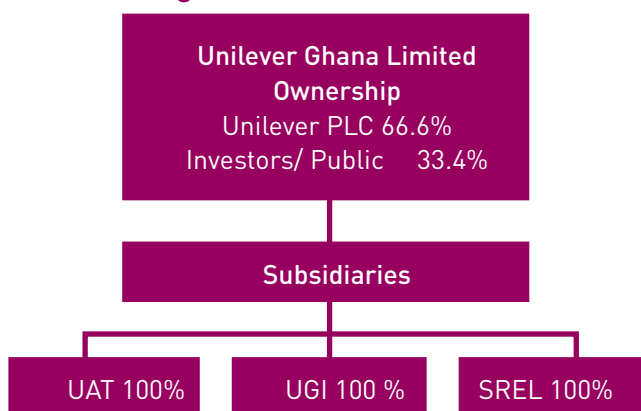 Unilever Ghana Limited
Ownership
Unilever PLC 66.6%
Investors/ Public 33.4%
Subsidiaries
UAT 100%
UGI 100 %
SREL 100%